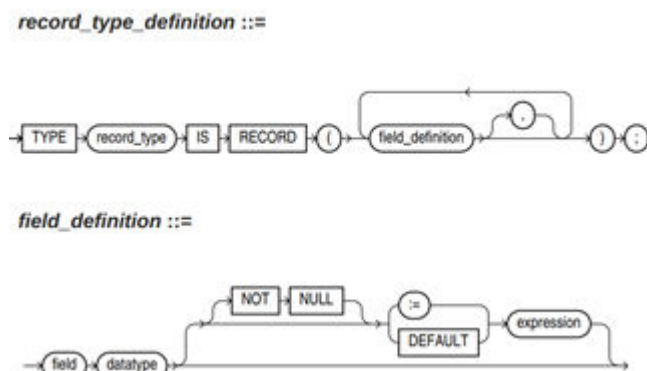 record_type_definition ::=
TYPE record_type IS RECORD ( field_definition , ) ;
field_definition ::=
NOT NULL :=
DEFAULT expression
field datatype